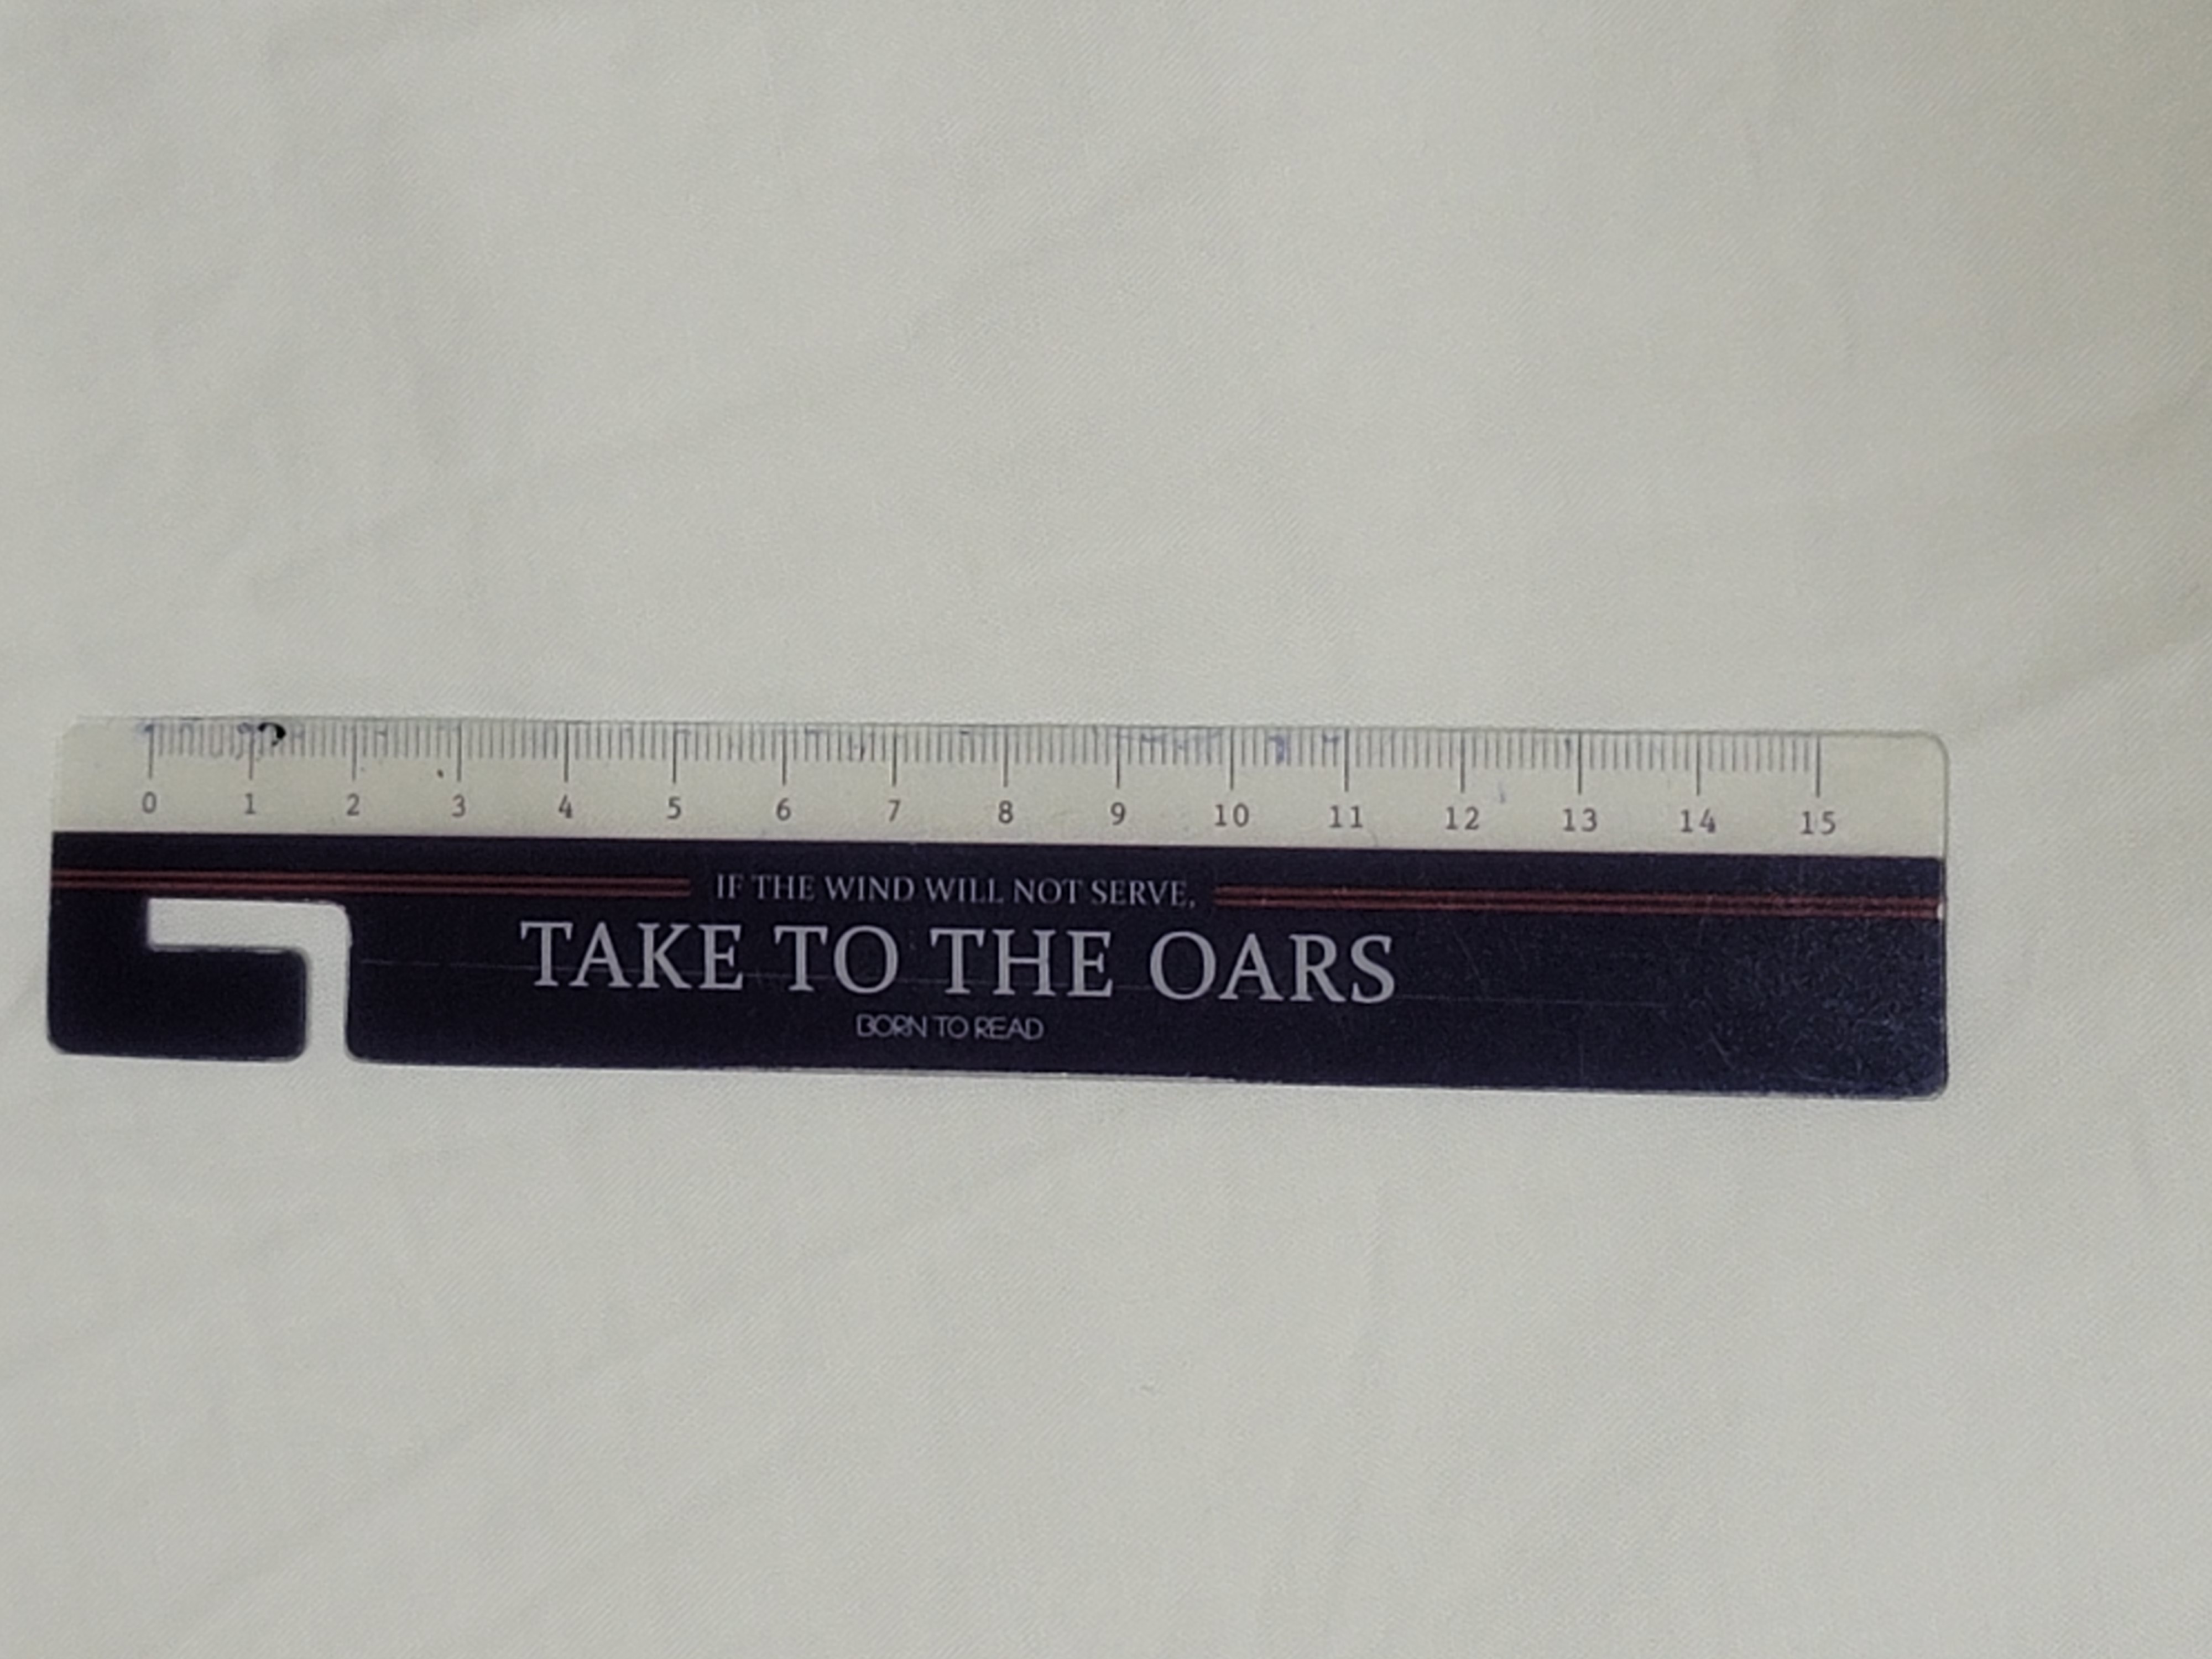 0 1 2 3 4 5 6 7 8 9 10 11 12 13 14 15
IF THE WIND WILL NOT SERVE,
TAKE TO THE OARS
BORN TO READ